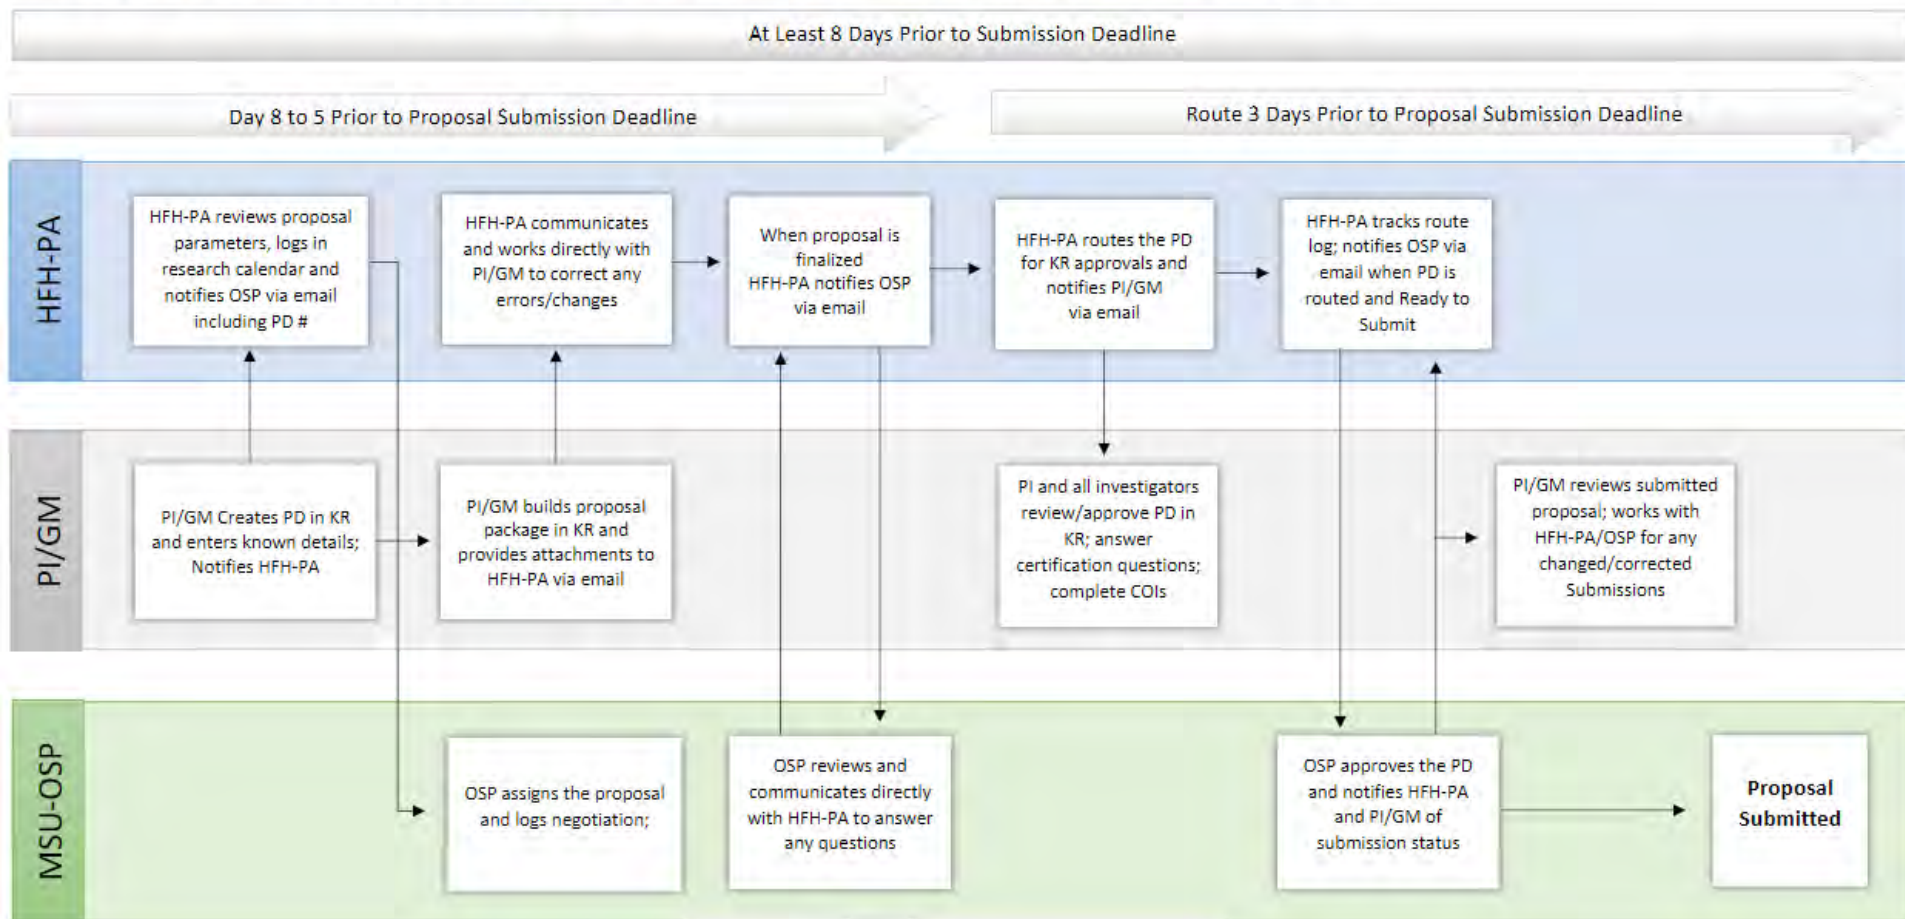 At Least 8 Days Prior to Submission Deadline
Day 8 to 5 Prior to Proposal Submission Deadline
Route 3 Days Prior to Proposal Submission Deadline
HFH-PA
HFH-PA reviews proposal
parameters, logs in
research calendar and
notifies OSP via email
including PD #
HFH-PA communicates
and works directly with
PI/GM to correct any
errors/changes
When proposal is
finalized
HFH-PA notifies OSP
via email
HFH-PA routes the PD
for KR approvals and
notifies PI/GM
via email
HFH-PA tracks route
log; notifies OSP via
email when PD is
routed and Ready to
Submit
PI/GM
PI/GM Creates PD in KR
and enters known details;
Notifies HFH-PA
PI/GM builds proposal
package in KR and
provides attachments to
HFH-PA via email
PI and all investigators
review/approve PD in
KR; answer
certification questions;
complete COIs
PI/GM reviews submitted
proposal; works with
HFH-PA/OSP for any
changed/corrected
Submissions
MSU-OSP
OSP assigns the proposal
and logs negotiation;
OSP reviews and
communicates directly
with HFH-PA to answer
any questions
OSP approves the PD
and notifies HFH-PA
and PI/GM of
submission status
Proposal
Submitted